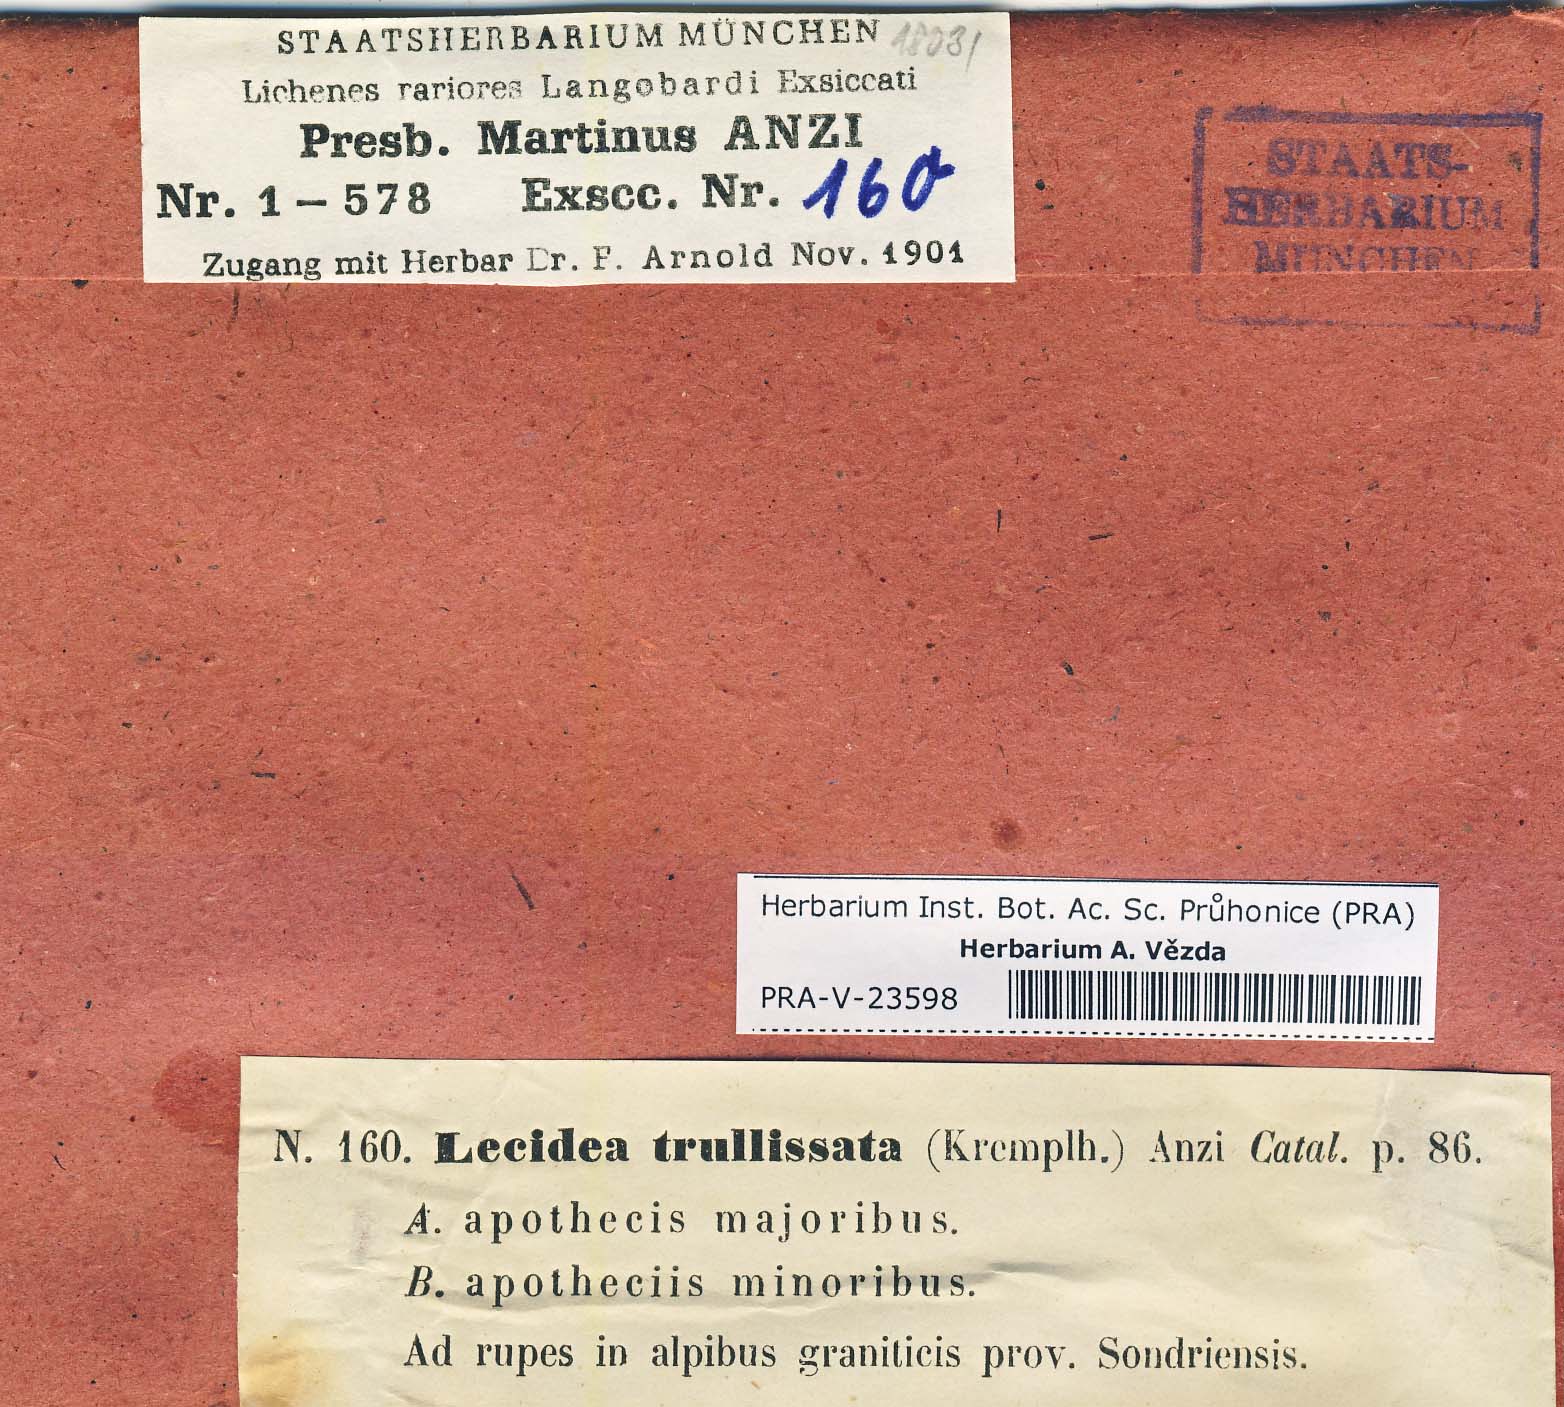 STAATSHERBARIUM MÜNCHEN
Lichenes rariores Langobardi Exsiccati
Presb. Martinus ANZI
Nr. 1 – 578 Exscc. Nr. 160
Zugang mit Herbar Dr. F. Arnold Nov. 1901
STAATS-
HERBARIUM
MÜNCHEN
Herbarium Inst. Bot. Ac. Sc. Průhonice (PRA)
Herbarium A. Vězda
PRA-V-23598
N. 160. Lecidea trullissata (Kremplh.) Anzi Catal. p. 86.
A. apothecis majoribus.
B. apotheciis minoribus.
Ad rupes in alpibus graniticis prov. Sondriensis.